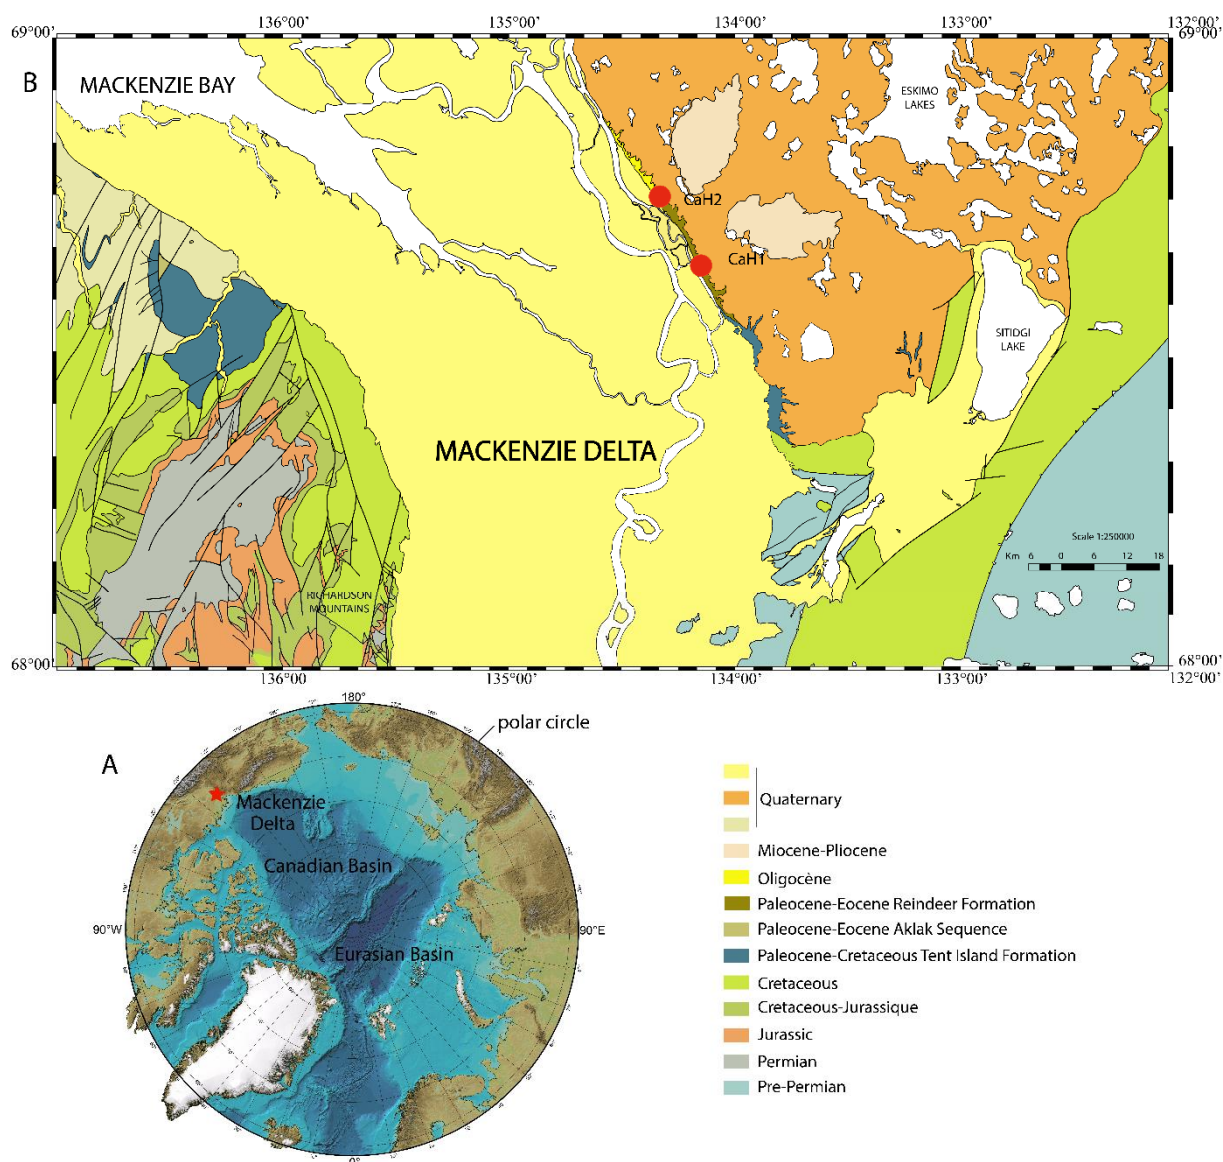 136°00' 135°00' 134°00' 133°00' 132°00'
69°00' 69°00'
B
MACKENZIE BAY
ESKIMO
LAKES
CaH2
CaH1
SITIDGI
LAKE
MACKENZIE DELTA
Scale 1:250000
Km 6 0 6 12 18
RICHARDSON
MOUNTAINS
68°00' 68°00'
136°00' 135°00' 134°00' 133°00' 132°00'
180°
polar circle
A
Mackenzie
Delta
Canadian Basin
90°W
90°E
Eurasian Basin
0°
Quaternary
Miocene-Pliocene
Oligocène
Paleocene-Eocene Reindeer Formation
Paleocene-Eocene Aklak Sequence
Paleocene-Cretaceous Tent Island Formation
Cretaceous
Cretaceous-Jurassique
Jurassic
Permian
Pre-Permian